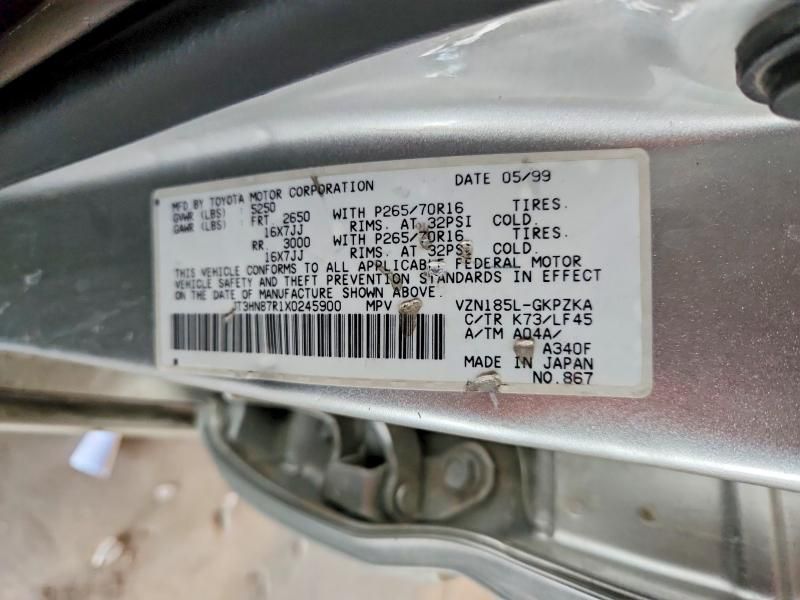 MFD BY TOYOTA MOTOR CORPORATION DATE 05/99
GVWR (LBS) : 5250
GAWR (LBS) : FRT. 2650 WITH P265/70R16 TIRES.
16X7JJ RIMS. AT 32PSI COLD.
RR. 3000 WITH P265/70R16 TIRES.
16X7JJ RIMS. AT 32PSI COLD.
THIS VEHICLE CONFORMS TO ALL APPLICABLE FEDERAL MOTOR
VEHICLE SAFETY AND THEFT PREVENTION STANDARDS IN EFFECT
ON THE DATE OF MANUFACTURE SHOWN ABOVE.
JT3HN87R1X0245900 MPV VZN185L-GKPZKA
C/TR K73/LF45
A/TM A04A/
A340F
MADE IN JAPAN
NO.867